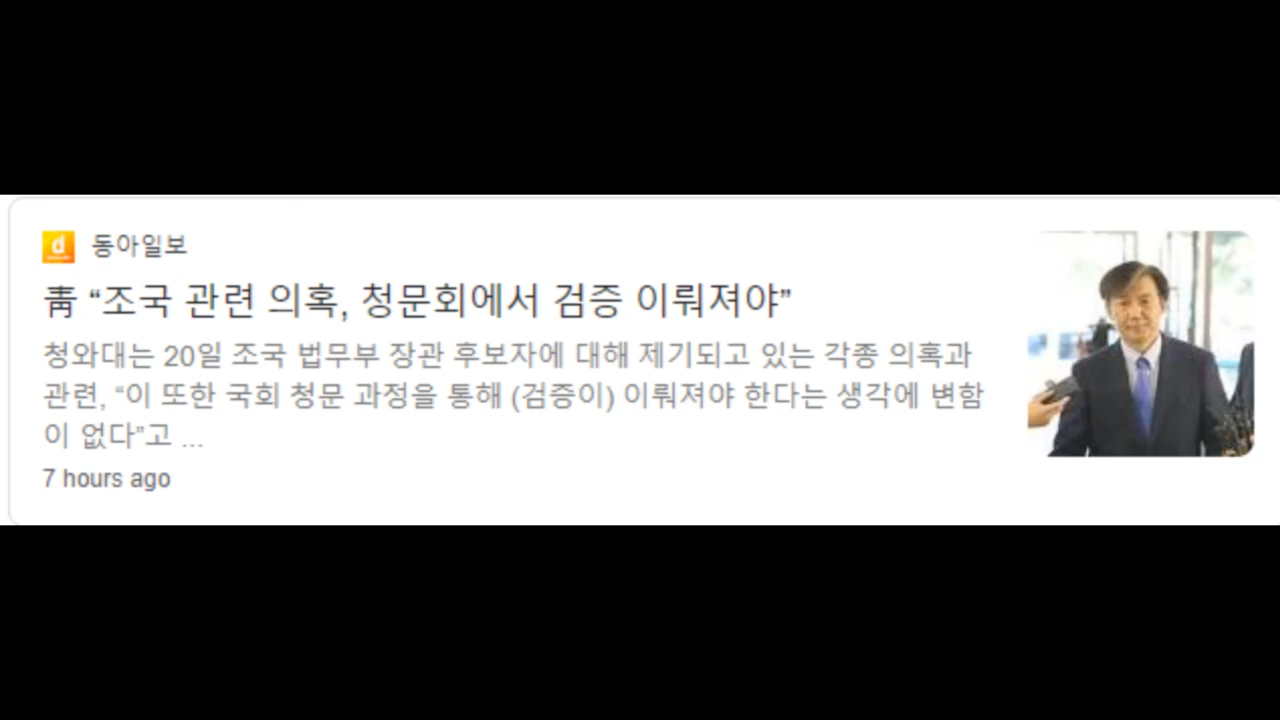 동아일보
靑 “조국 관련 의혹, 청문회에서 검증 이뤄져야”
청와대는 20일 조국 법무부 장관 후보자에 대해 제기되고 있는 각종 의혹과
관련, “이 또한 국회 청문 과정을 통해 (검증이) 이뤄져야 한다는 생각에 변함
이 없다”고 ...
7 hours ago